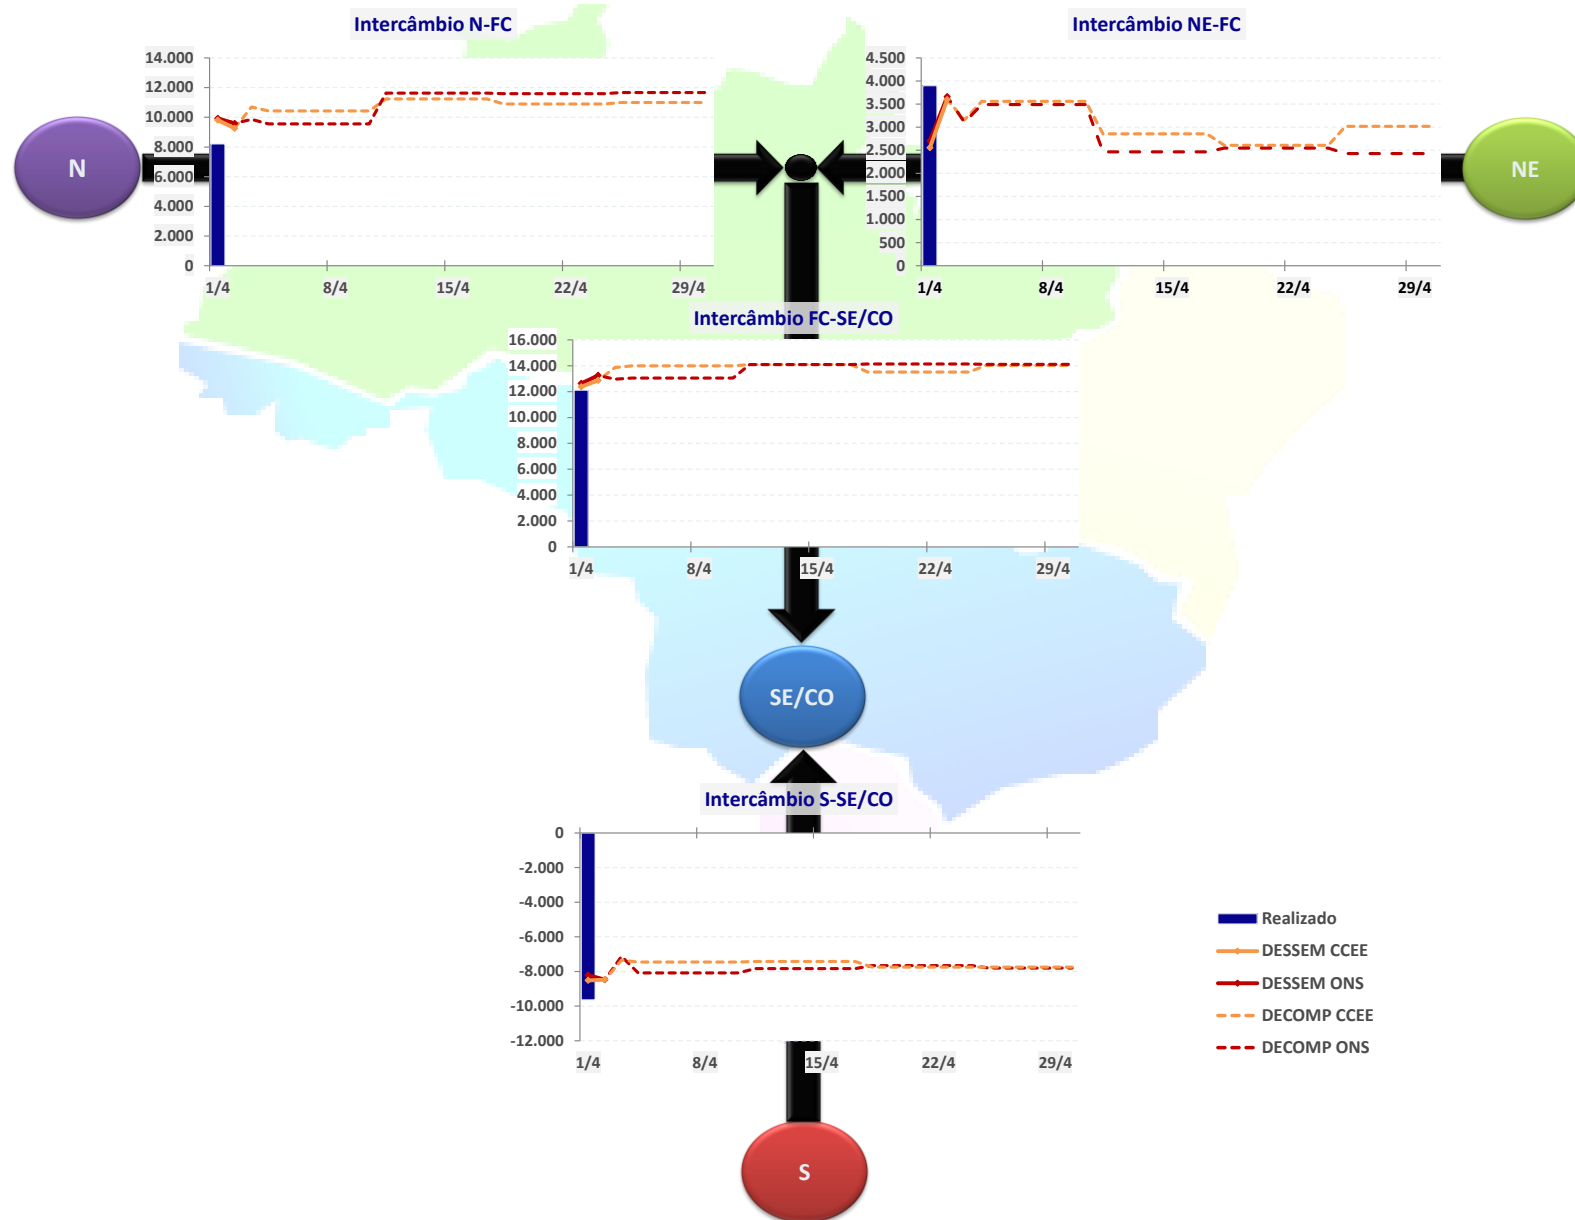 Intercâmbio N-FC
14.000
12.000
10.000
8.000
6.000
4.000
2.000
0
1/4 8/4 15/4 22/4 29/4
N
Intercâmbio NE-FC
4.500
4.000
3.500
3.000
2.500
2.000
1.500
1.000
500
0
1/4 8/4 15/4 22/4 29/4
NE
Intercâmbio FC-SE/CO
16.000
14.000
12.000
10.000
8.000
6.000
4.000
2.000
0
1/4 8/4 15/4 22/4 29/4
SE/CO
Intercâmbio S-SE/CO
0
-2.000
-4.000
-6.000
-8.000
-10.000
-12.000
1/4 8/4 15/4 22/4 29/4
Realizado
DESSEM CCEE
DESSEM ONS
DECOMP CCEE
DECOMP ONS
S